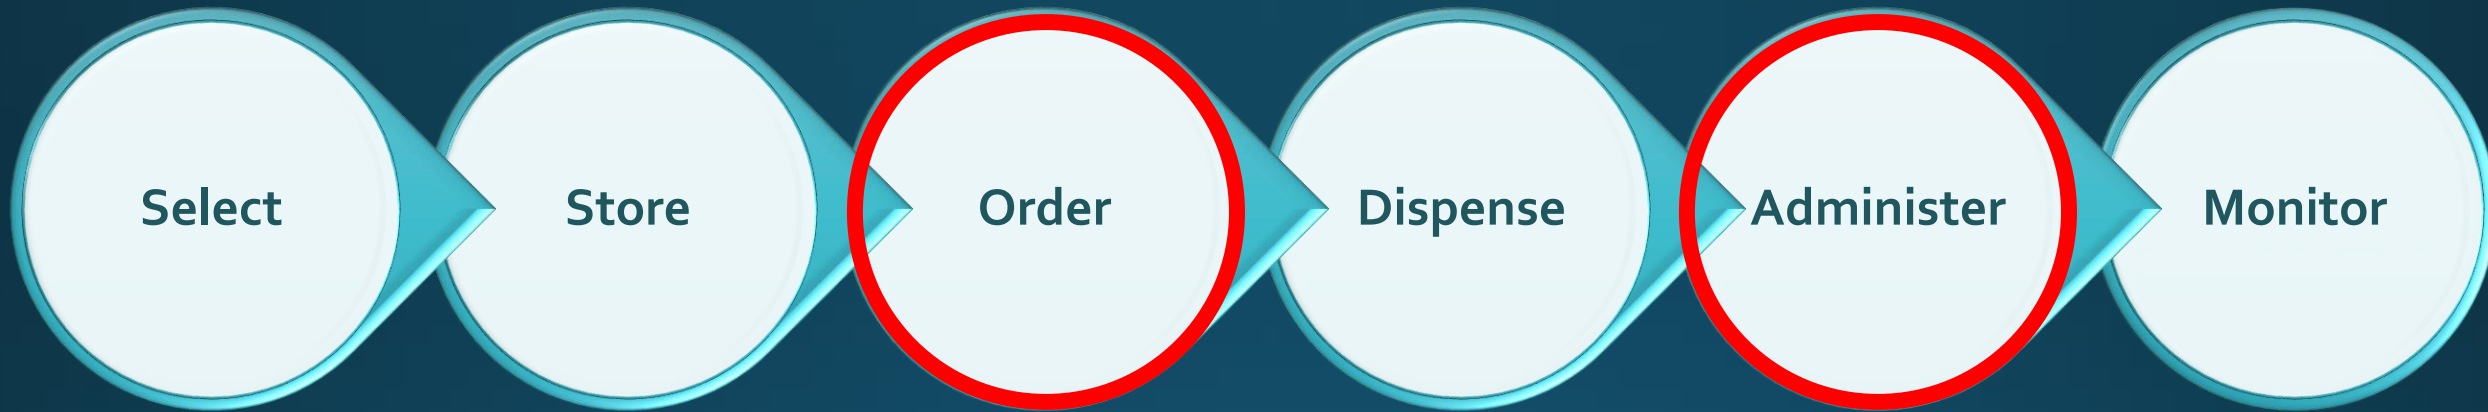 Select
Store
Order
Dispense
Administer
Monitor